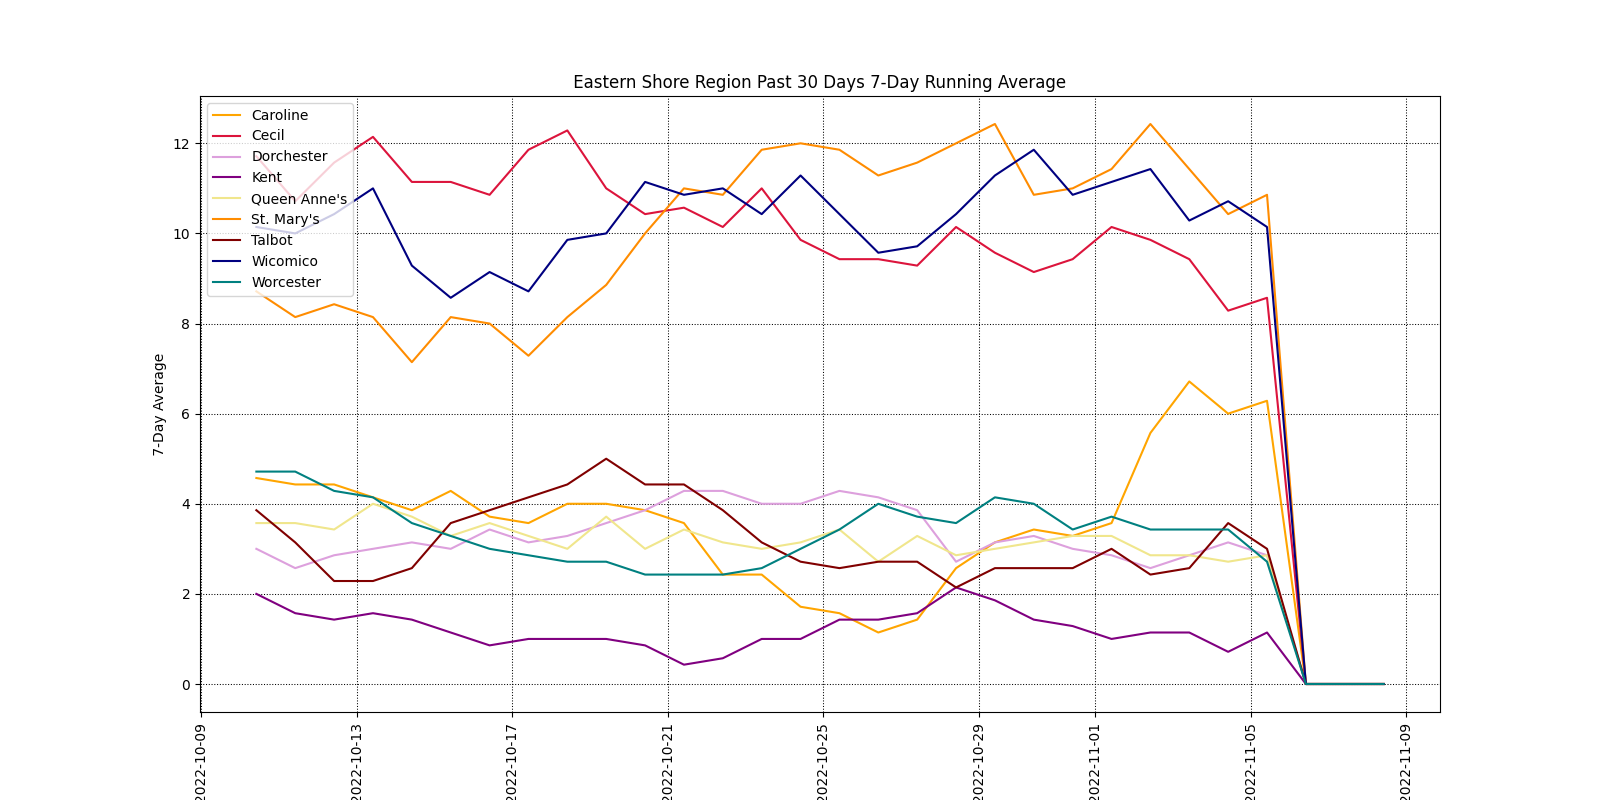 Eastern Shore Region Past 30 Days 7-Day Running Average
Caroline
Cecil
Dorchester
Kent
Queen Anne's
St. Mary's
Talbot
Wicomico
Worcester
7-Day Average
12
10
8
6
4
2
0
2022-10-09
2022-10-13
2022-10-17
2022-10-21
2022-10-25
2022-10-29
2022-11-01
2022-11-05
2022-11-09